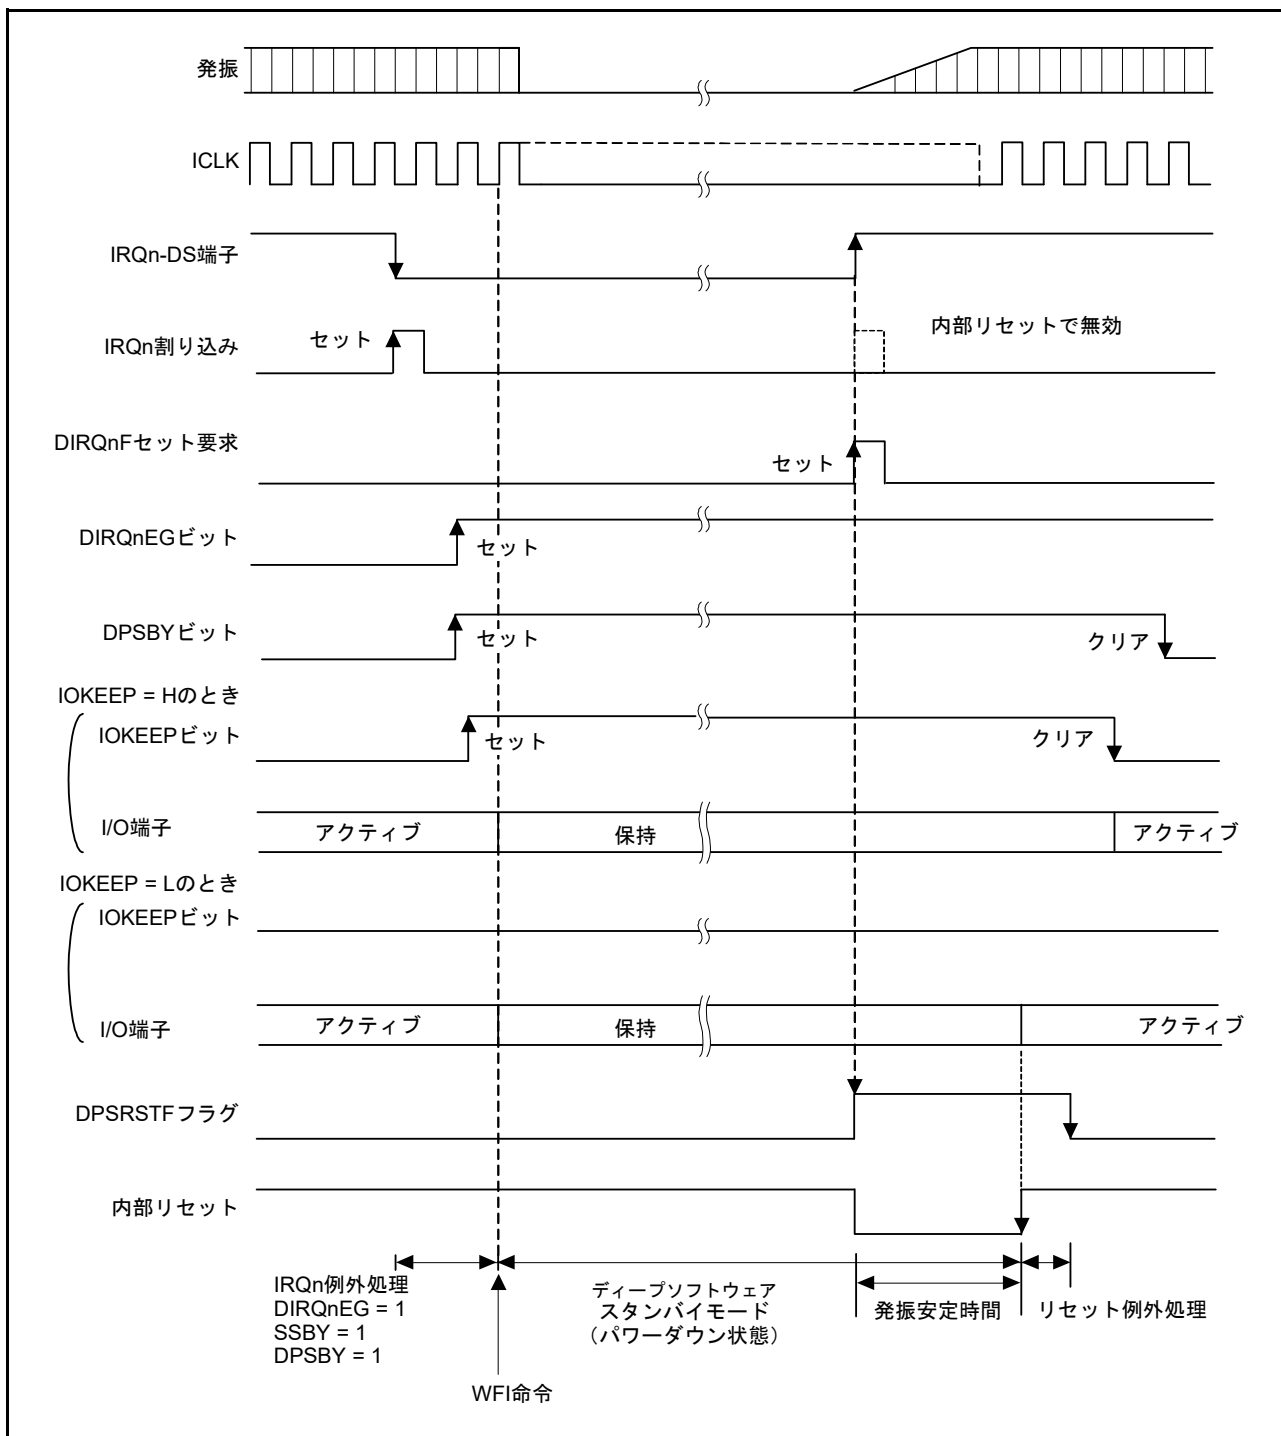 発振
ICLK
IRQn-DS端子
IRQn割り込み
セット
内部リセットで無効
DIRQnFセット要求
セット
DIRQnEGビット
セット
DPSBYビット
セット
クリア
IOKEEP = Hのとき
IOKEEPビット
セット
クリア
I/O端子
アクティブ
保持
アクティブ
IOKEEP = Lのとき
IOKEEPビット
I/O端子
アクティブ
保持
アクティブ
DPSRSTFフラグ
内部リセット
IRQn例外処理
DIRQnEG = 1
SSBY = 1
DPSBY = 1
ディープソフトウェア
スタンバイモード
(パワーダウン状態)
発振安定時間
リセット例外処理
WFI命令